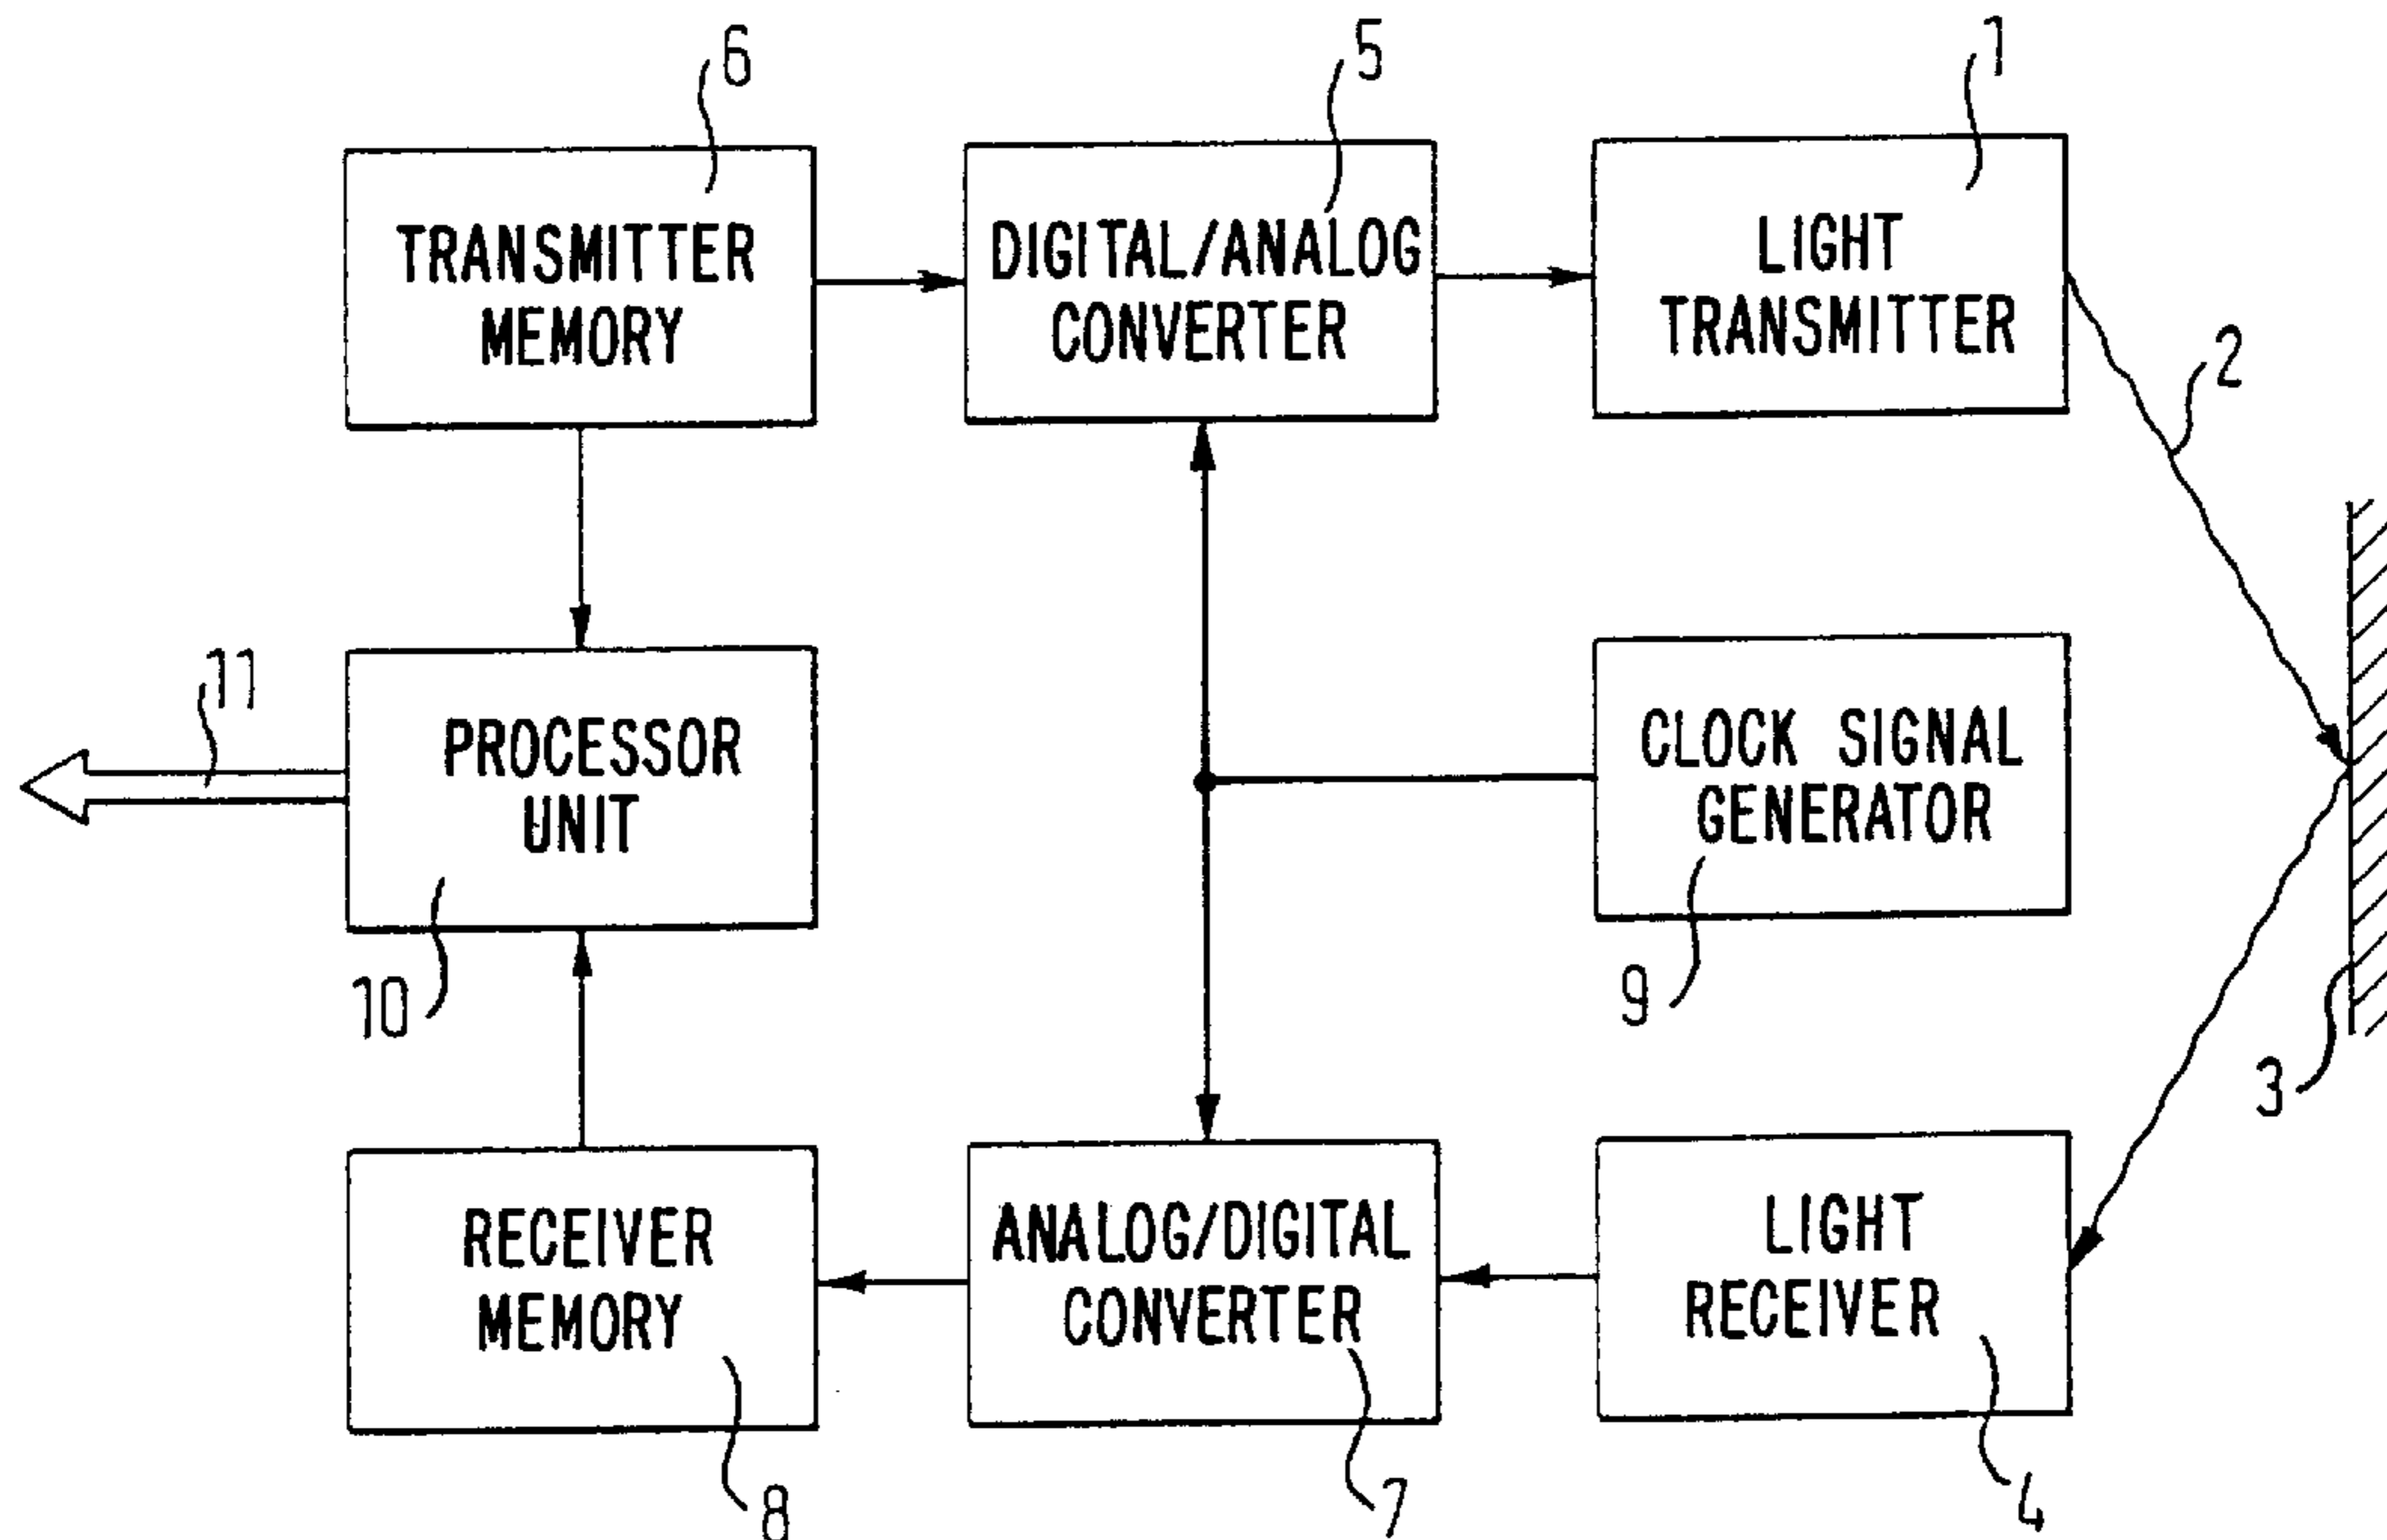 6
5
1
TRANSMITTER
MEMORY
DIGITAL/ANALOG
CONVERTER
LIGHT
TRANSMITTER
2
11
PROCESSOR
UNIT
CLOCK SIGNAL
GENERATOR
10
9
3
RECEIVER
MEMORY
ANALOG/DIGITAL
CONVERTER
LIGHT
RECEIVER
8
7
4